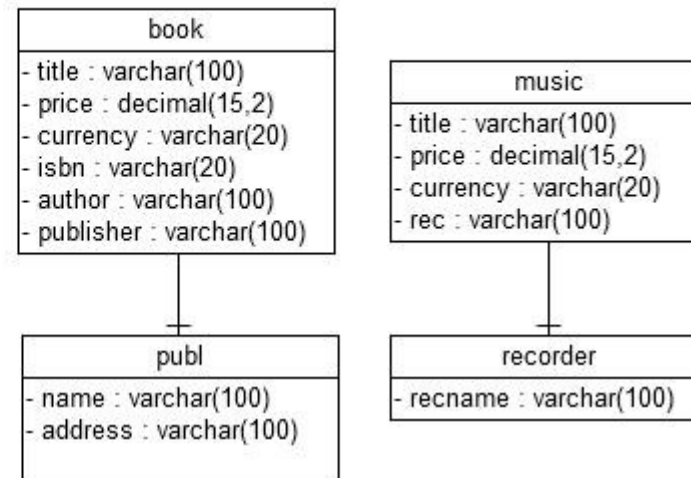 book
- title : varchar(100)
- price : decimal(15,2)
- currency : varchar(20)
- isbn : varchar(20)
- author : varchar(100)
- publisher : varchar(100)
music
- title : varchar(100)
- price : decimal(15,2)
- currency : varchar(20)
- rec : varchar(100)
publ
- name : varchar(100)
- address : varchar(100)
recorder
- recname : varchar(100)